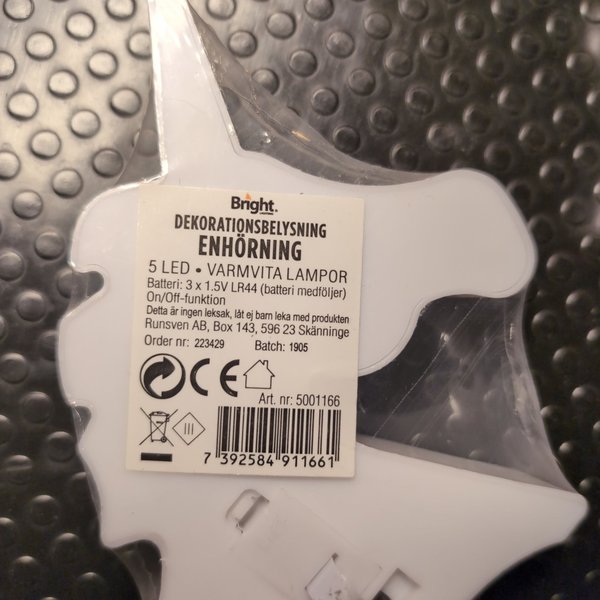 Bright.
DEKORATIONSBELYSNING
ENHÖRNING
5 LED • VARMVITA LAMPOR
Batteri: 3 x 1.5V LR44 (batteri medföljer)
On/Off-funktion
Detta är ingen leksak, låt ej barn leka med produkten
Runsven AB, Box 143, 596 23 Skänninge
Order nr: 223429 Batch: 1905
CE
Art. nr: 5001166
III
7 392584 911661